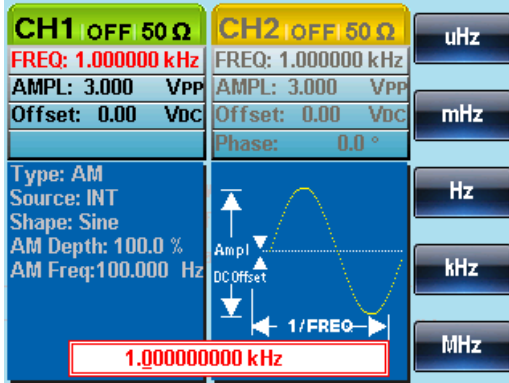 CH1 OFF 50 Ω
FREQ: 1.000000 kHz
AMPL: 3.000 VPP
Offset: 0.00 VDC
CH2 OFF 50 Ω
FREQ: 1.000000 kHz
AMPL: 3.000 VPP
Offset: 0.00 VDC
Phase: 0.0 °
Type: AM
Source: INT
Shape: Sine
AM Depth: 100.0 %
AM Freq:100.000 Hz
Ampl
DC Offset
1/FREQ
1.000000000 kHz
uHz
mHz
Hz
kHz
MHz